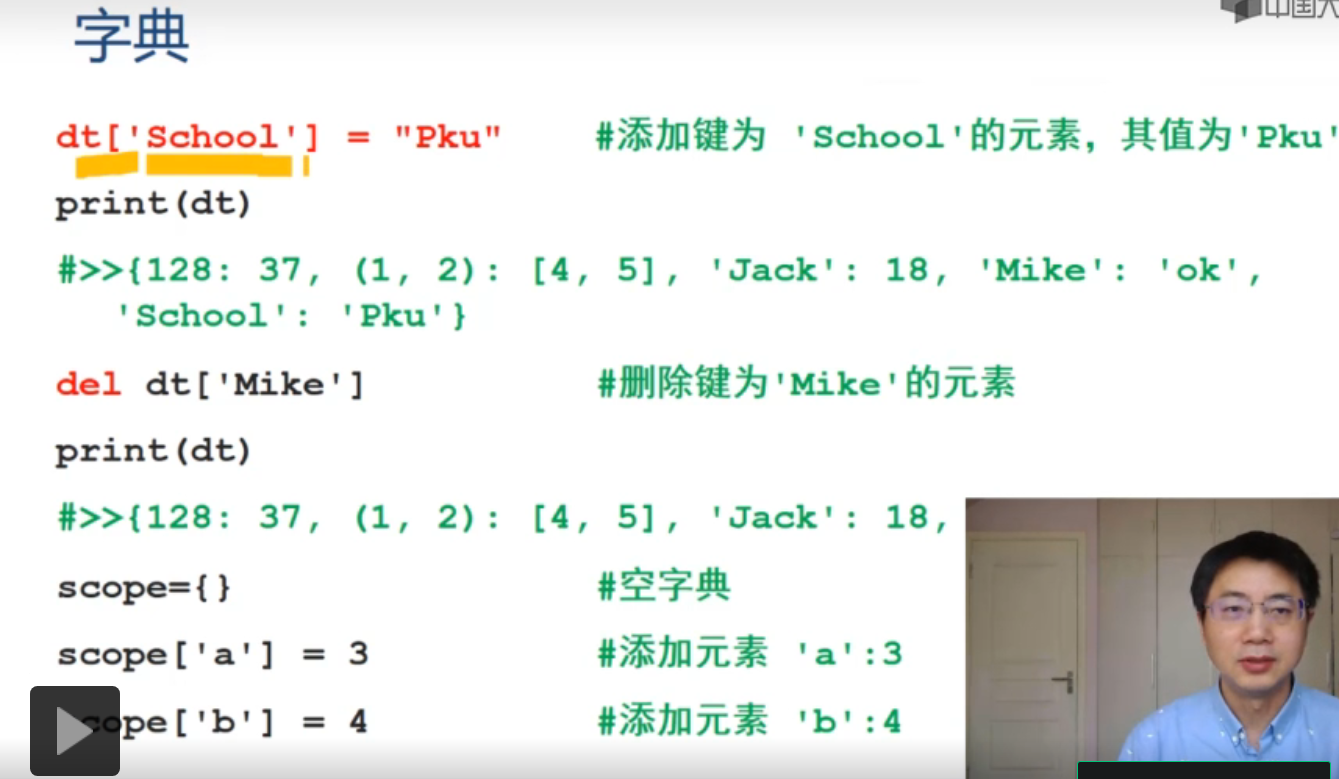 中国大
字典
dt['School'] = "Pku" #添加键为 'School'的元素，其值为'Pku'
print(dt)
#>>{128: 37, (1, 2): [4, 5], 'Jack': 18, 'Mike': 'ok',
'School': 'Pku'}
del dt['Mike'] #删除键为'Mike'的元素
print(dt)
#>>{128: 37, (1, 2): [4, 5], 'Jack': 18,
scope={} #空字典
scope['a'] = 3 #添加元素 'a':3
scope['b'] = 4 #添加元素 'b':4